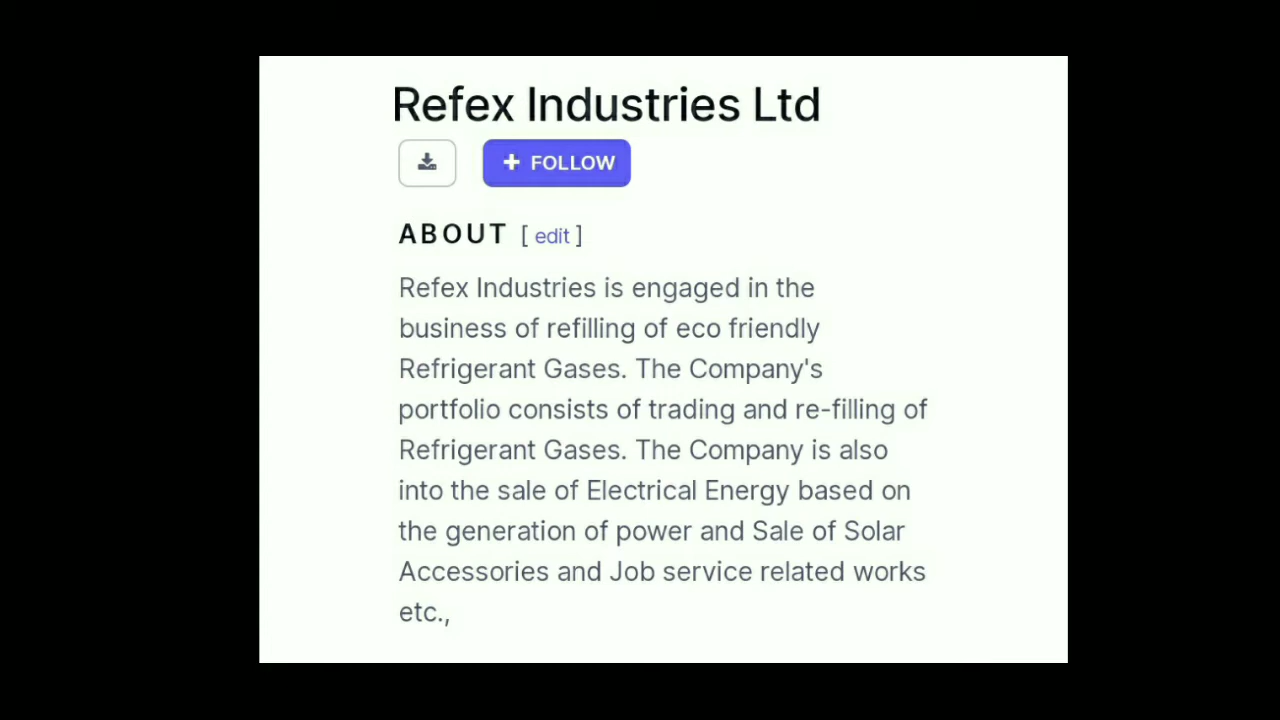 Refex Industries Ltd
FOLLOW
ABOUT [ edit ]
Refex Industries is engaged in the
business of refilling of eco friendly
Refrigerant Gases. The Company's
portfolio consists of trading and re-filling of
Refrigerant Gases. The Company is also
into the sale of Electrical Energy based on
the generation of power and Sale of Solar
Accessories and Job service related works
etc.,